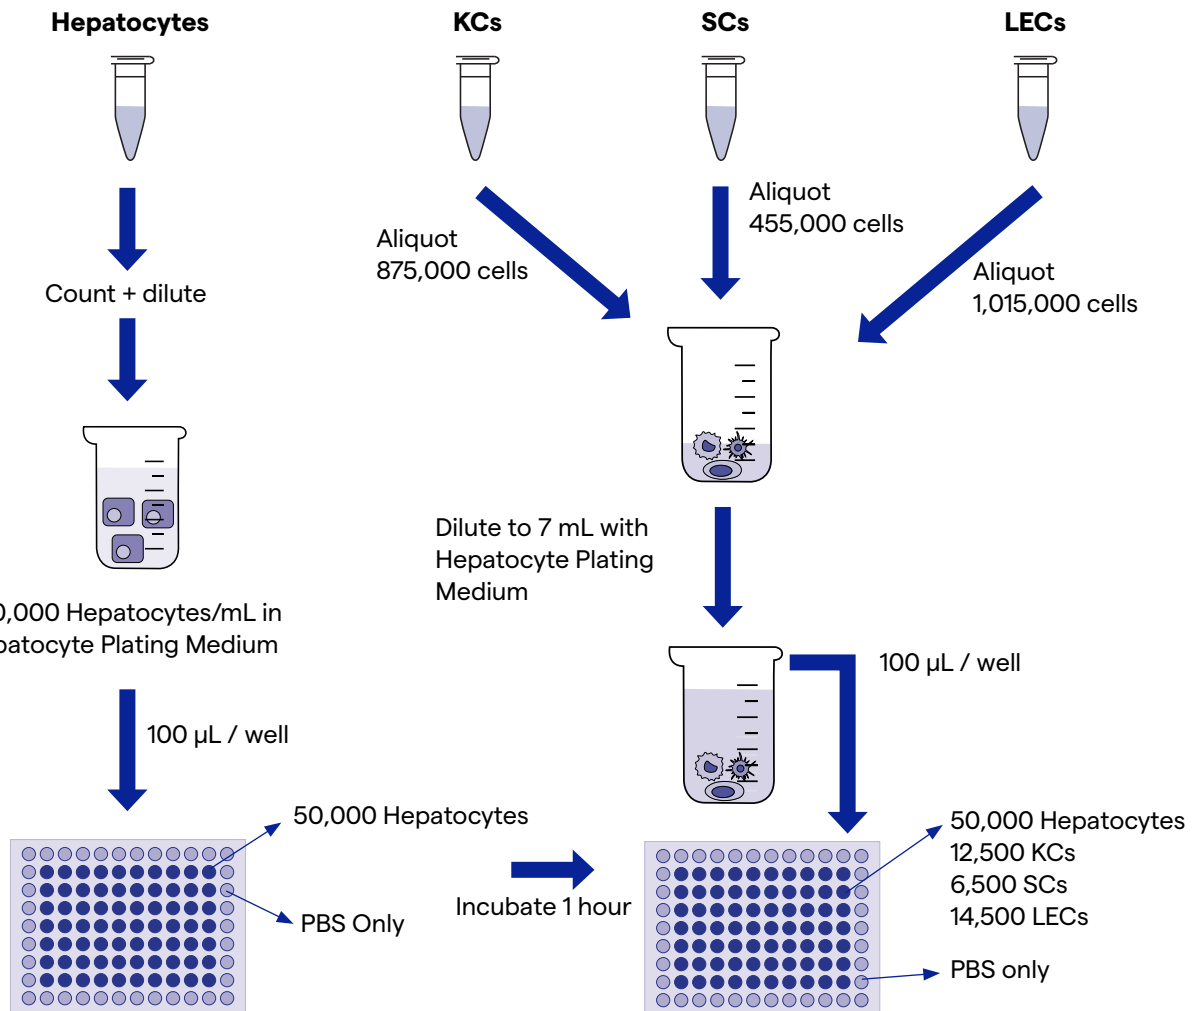 Hepatocytes
KCs
SCs
LECs
Aliquot
455,000 cells
Aliquot
875,000 cells
Aliquot
1,015,000 cells
Count + dilute
Dilute to 7 mL with
Hepatocyte Plating
Medium
0,000 Hepatocytes/mL in
patocyte Plating Medium
100 µL / well
100 µL / well
50,000 Hepatocytes
PBS Only
Incubate 1 hour
50,000 Hepatocytes
12,500 KCs
6,500 SCs
14,500 LECs
PBS only